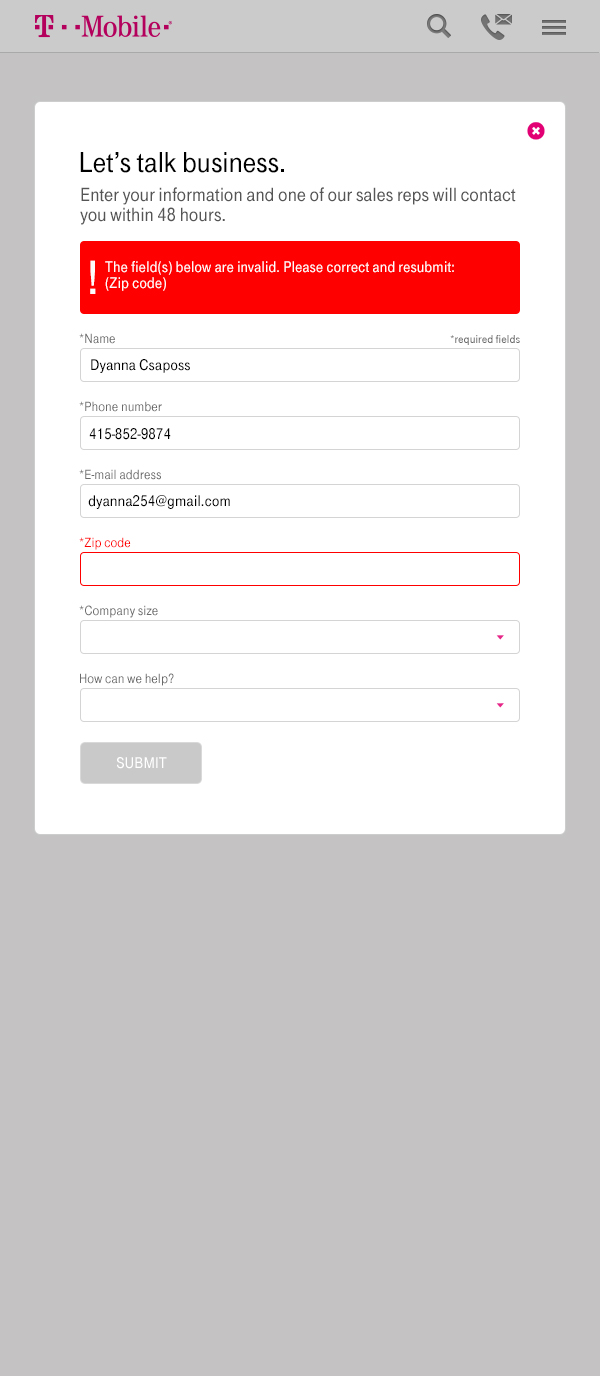 T··Mobile·®
Let's talk business.
Enter your information and one of our sales reps will contact
you within 48 hours.
! The field(s) below are invalid. Please correct and resubmit:
(Zip code)
*Name *required fields
Dyanna Csaposs
*Phone number
415-852-9874
*E-mail address
dyanna254@gmail.com
*Zip code
*Company size
How can we help?
SUBMIT